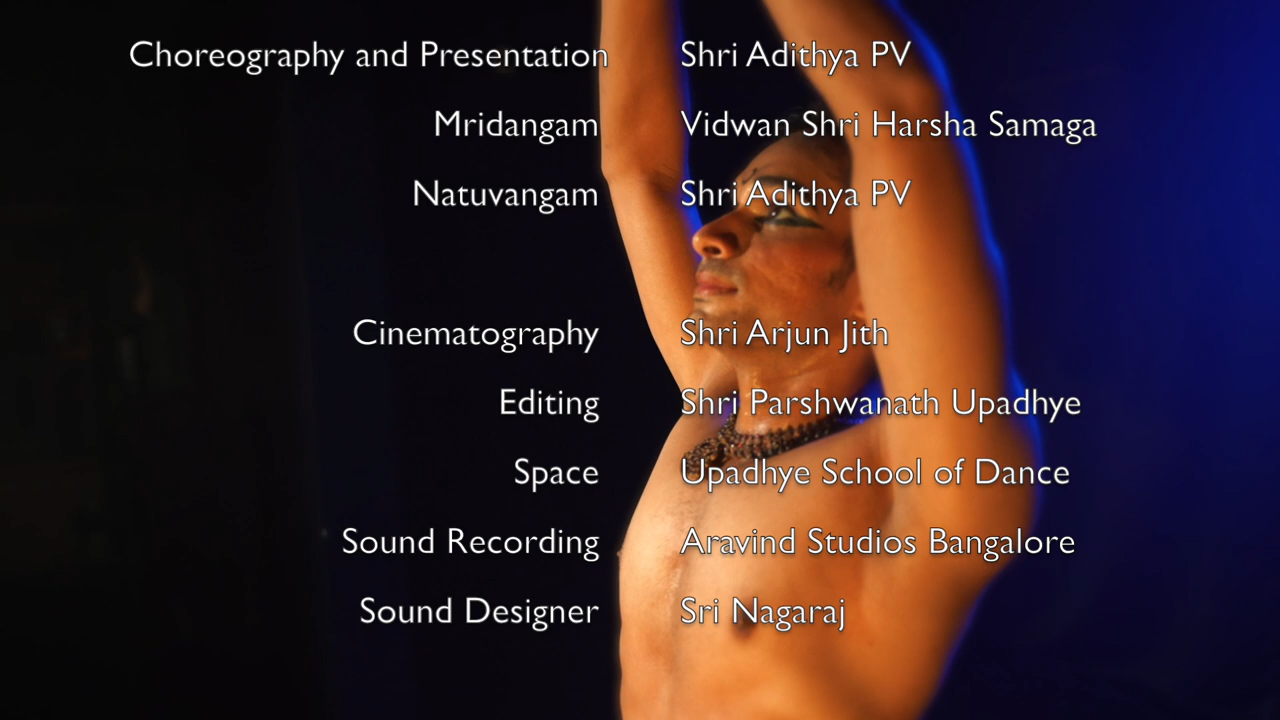 Choreography and Presentation Shri Adithya PV
Mridangam Vidwan Shri Harsha Samaga
Natuvangam Shri Adithya PV
Cinematography Shri Arjun Jith
Editing Shri Parshwanath Upadhye
Space Upadhye School of Dance
Sound Recording Aravind Studios Bangalore
Sound Designer Sri Nagaraj